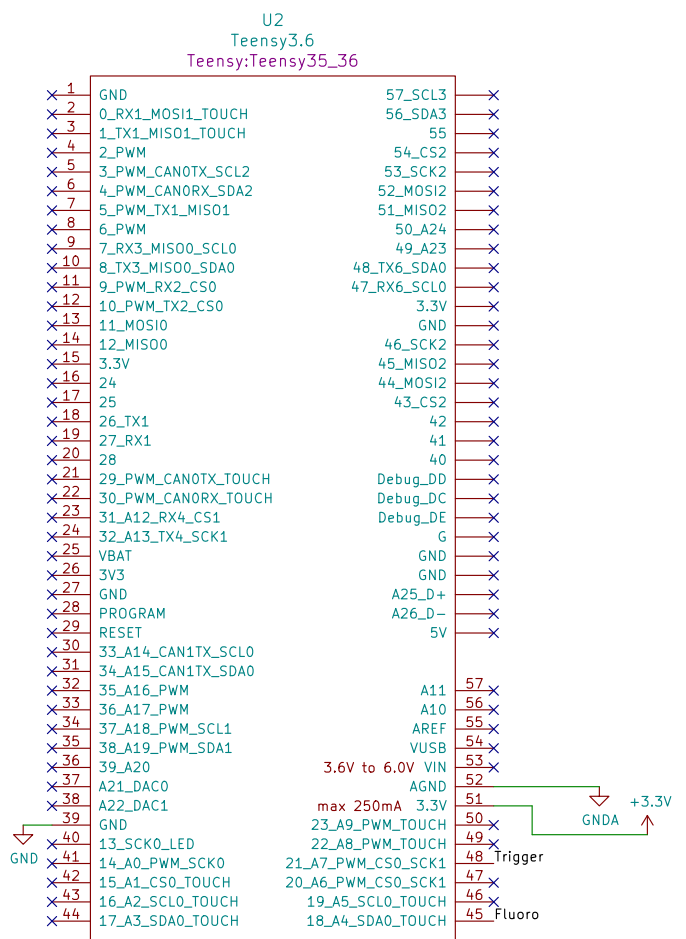 U2
Teensy3.6
Teensy:Teensy35_36
1 GND 57_SCL3
2 0_RX1_MOSI1_TOUCH 56_SDA3
3 1_TX1_MISO1_TOUCH 55
4 2_PWM 54_CS2
5 3_PWM_CAN0TX_SCL2 53_SCK2
6 4_PWM_CAN0RX_SDA2 52_MOSI2
7 5_PWM_TX1_MISO1 51_MISO2
8 6_PWM 50_A24
9 7_RX3_MISO0_SCL0 49_A23
10 8_TX3_MISO0_SDA0 48_TX6_SDA0
11 9_PWM_RX2_CS0 47_RX6_SCL0
12 10_PWM_TX2_CS0 3.3V
13 11_MOSI0 GND
14 12_MISO0 46_SCK2
15 3.3V 45_MISO2
16 24 44_MOSI2
17 25 43_CS2
18 26_TX1 42
19 27_RX1 41
20 28 40
21 29_PWM_CAN0TX_TOUCH Debug_DD
22 30_PWM_CAN0RX_TOUCH Debug_DC
23 31_A12_RX4_CS1 Debug_DE
24 32_A13_TX4_SCK1 G
25 VBAT GND
26 3V3 GND
27 GND A25_D+
28 PROGRAM A26_D-
29 RESET 5V
30 33_A14_CAN1TX_SCL0
31 34_A15_CAN1TX_SDA0
32 35_A16_PWM A11 57
33 36_A17_PWM A10 56
34 37_A18_PWM_SCL1 AREF 55
35 38_A19_PWM_SDA1 VUSB 54
36 39_A20 3.6V to 6.0V VIN 53
37 A21_DAC0 AGND 52
38 A22_DAC1 max 250mA 3.3V 51 +3.3V
39 GND 23_A9_PWM_TOUCH 50 GNDA
40 13_SCK0_LED 22_A8_PWM_TOUCH 49
GND 41 14_A0_PWM_SCK0 21_A7_PWM_CS0_SCK1 48 Trigger
42 15_A1_CS0_TOUCH 20_A6_PWM_CS0_SCK1 47
43 16_A2_SCL0_TOUCH 19_A5_SCL0_TOUCH 46
44 17_A3_SDA0_TOUCH 18_A4_SDA0_TOUCH 45 Fluoro